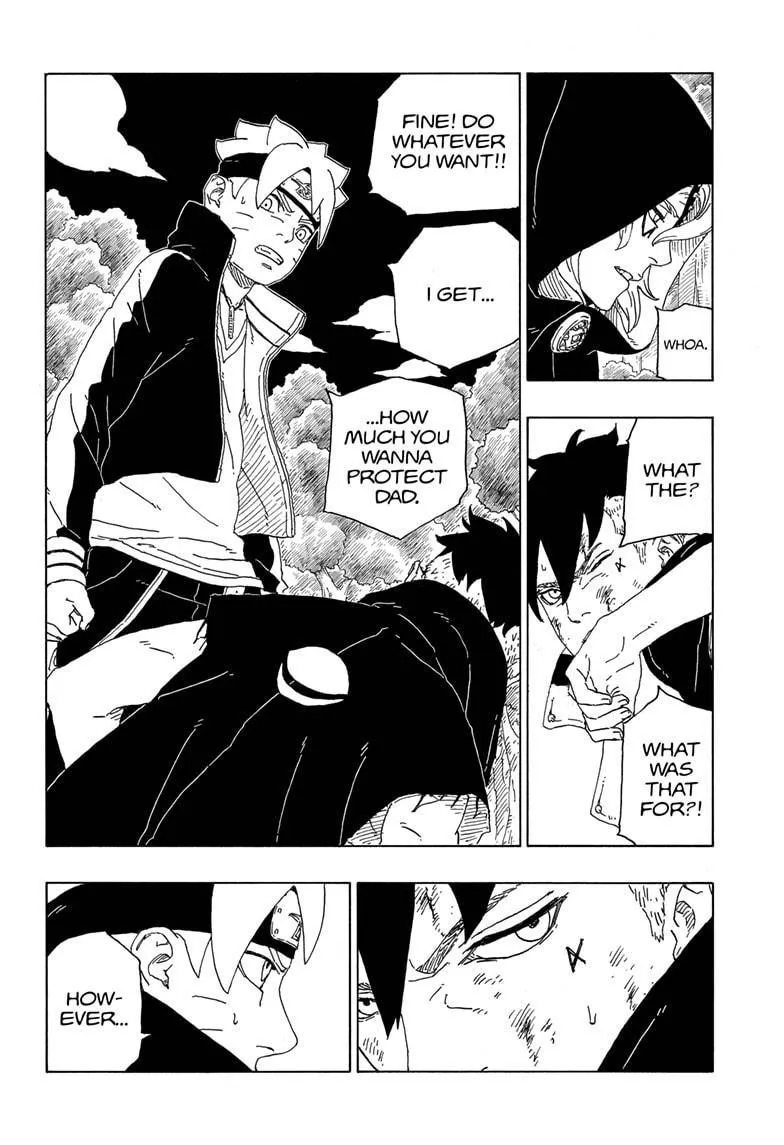 WHOA.
WHAT
THE?
WHAT
WAS
THAT
FOR?!
FINE! DO
WHATEVER
YOU WANT!!
I GET...
...HOW
MUCH YOU
WANNA
PROTECT
DAD.
HOW-
EVER...